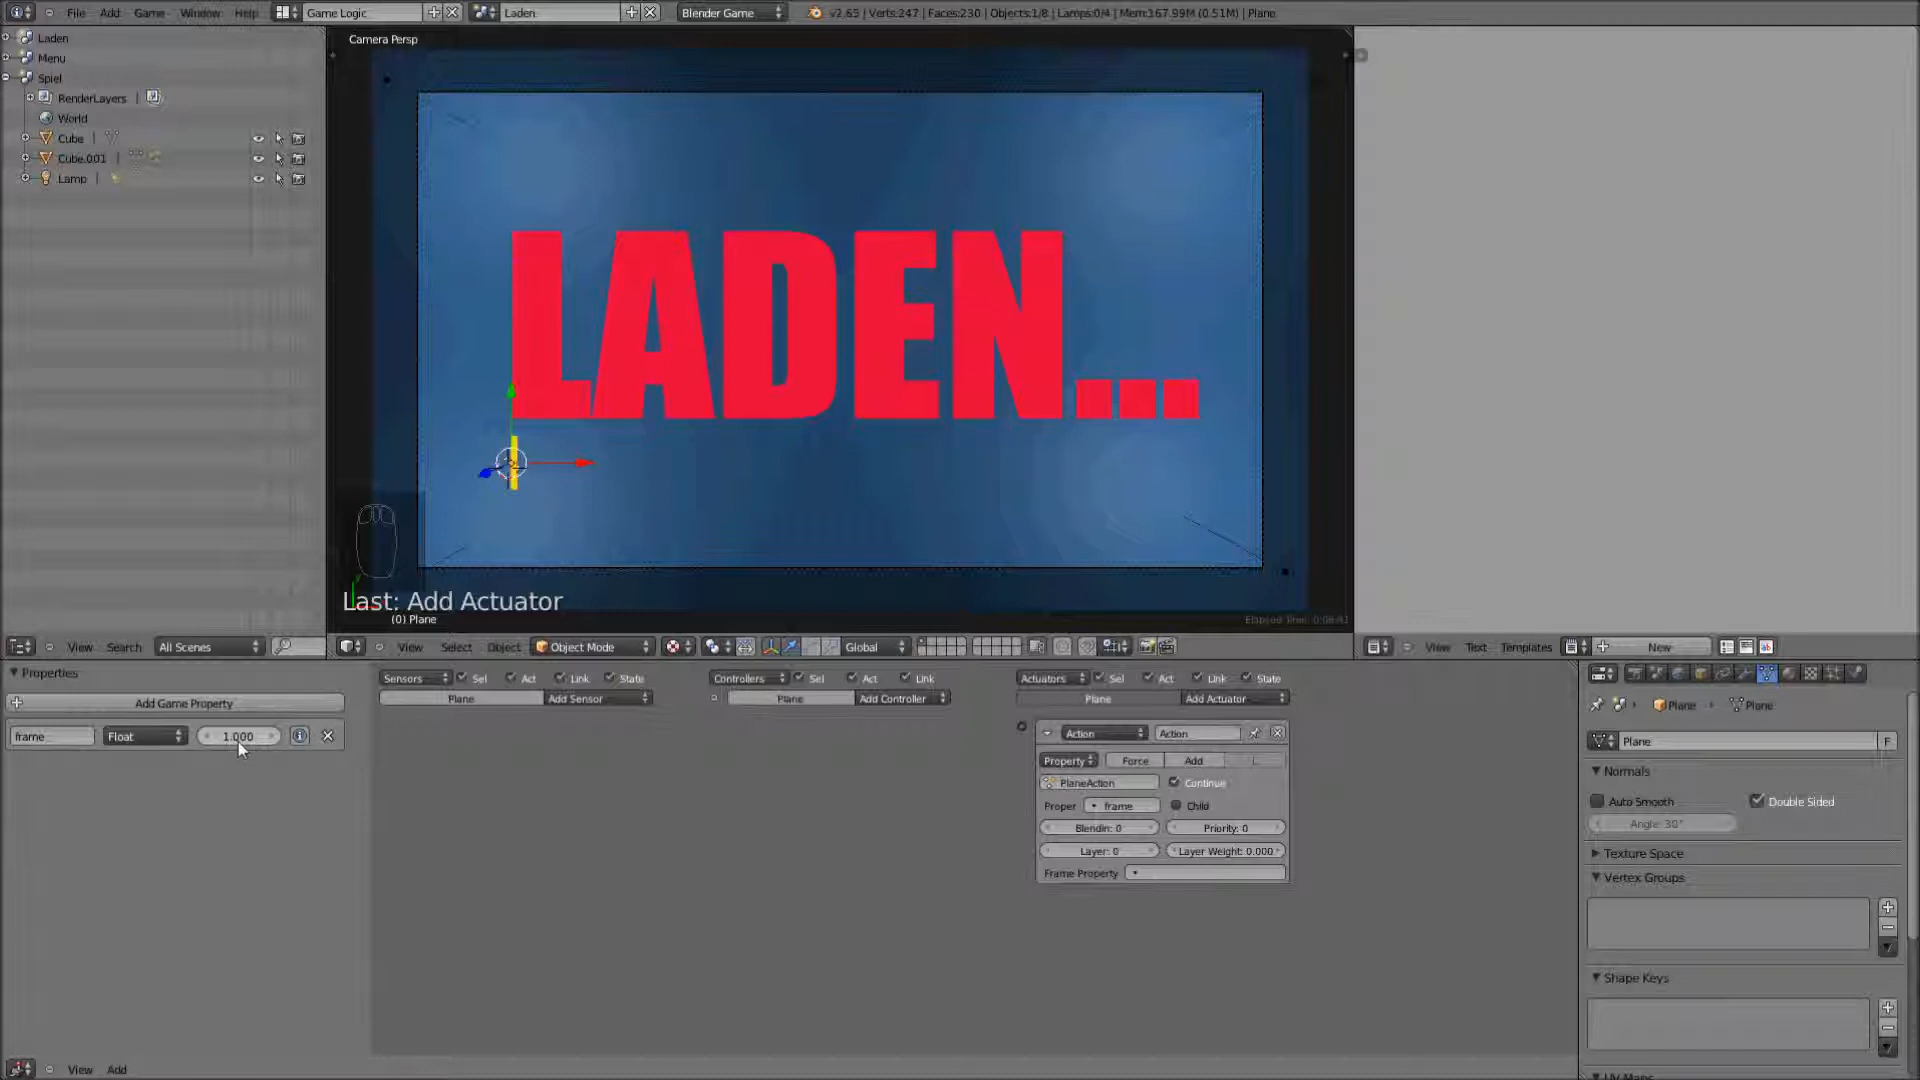 File Add Game Window Help Game Logic Laden Blender Game v2.65 | Verts:247 | Faces:230 | Objects:1/8 | Lamps:0/4 | Mem:167.99M (0.51M) | Plane
Laden
Menu
Spiel
RenderLayers |
World
Cube |
Cube.001 |
Lamp |
Camera Persp
LADEN...
Last: Add Actuator
(0) Plane
View Search All Scenes
View Select Object Object Mode Global
View Text Templates New
Properties
Add Game Property
frame Float 1.000
Sensors Sel Act Link State
Plane Add Sensor
Controllers Sel Act Link
Plane Add Controller
Actuators Sel Act Link State
Plane Add Actuator
Action Action
Property Force Add L
PlaneAction Continue
Proper frame Child
Blendin: 0 Priority: 0
Layer: 0 Layer Weight: 0.000
Frame Property
Plane Plane
Plane F
Normals
Auto Smooth Double Sided
Angle: 30°
Texture Space
Vertex Groups
Shape Keys
UV Maps
View Add